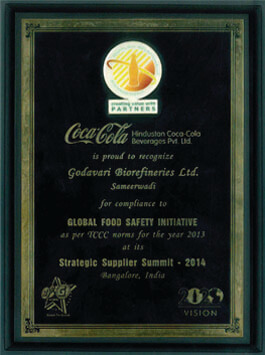 creating value with
PARTNERS
Coca-Cola Hindustan Coca-Cola
Beverages Pvt. Ltd.
is proud to recognize
Godavari Biorefineries Ltd.
Sameerwadi
for compliance to
GLOBAL FOOD SAFETY INITIATIVE
as per TCCC norms for the year 2013
at its
Strategic Supplier Summit - 2014
Bangalore, India
2020
VISION